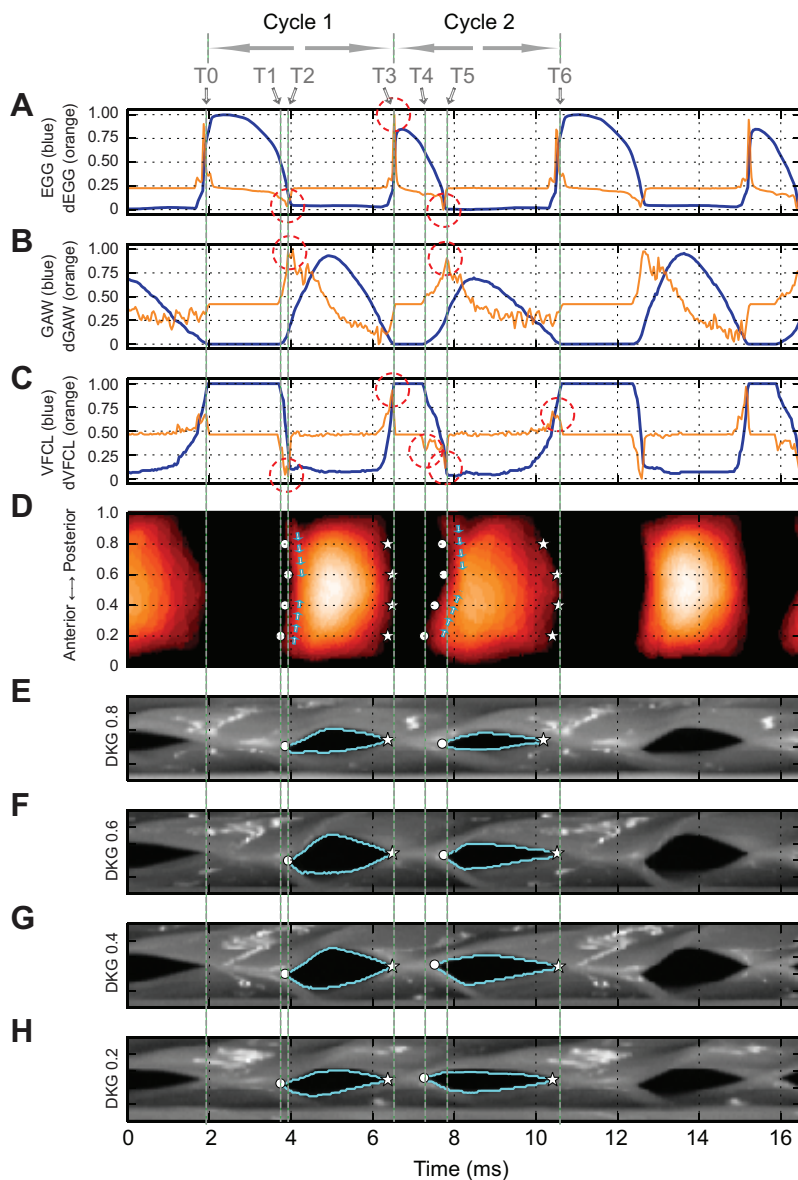 Cycle 1 Cycle 2
T0 T1 T2 T3 T4 T5 T6
A
EGG (blue)
dEGG (orange)
1.00
0.75
0.50
0.25
0
B
GAW (blue)
dGAW (orange)
1.00
0.75
0.50
0.25
0
C
VFCL (blue)
dVFCL (orange)
1.00
0.75
0.50
0.25
0
D
Anterior ←→ Posterior
1.0
0.8
0.6
0.4
0.2
0
E
DKG 0.8
F
DKG 0.6
G
DKG 0.4
H
DKG 0.2
0 2 4 6 8 10 12 14 16
Time (ms)